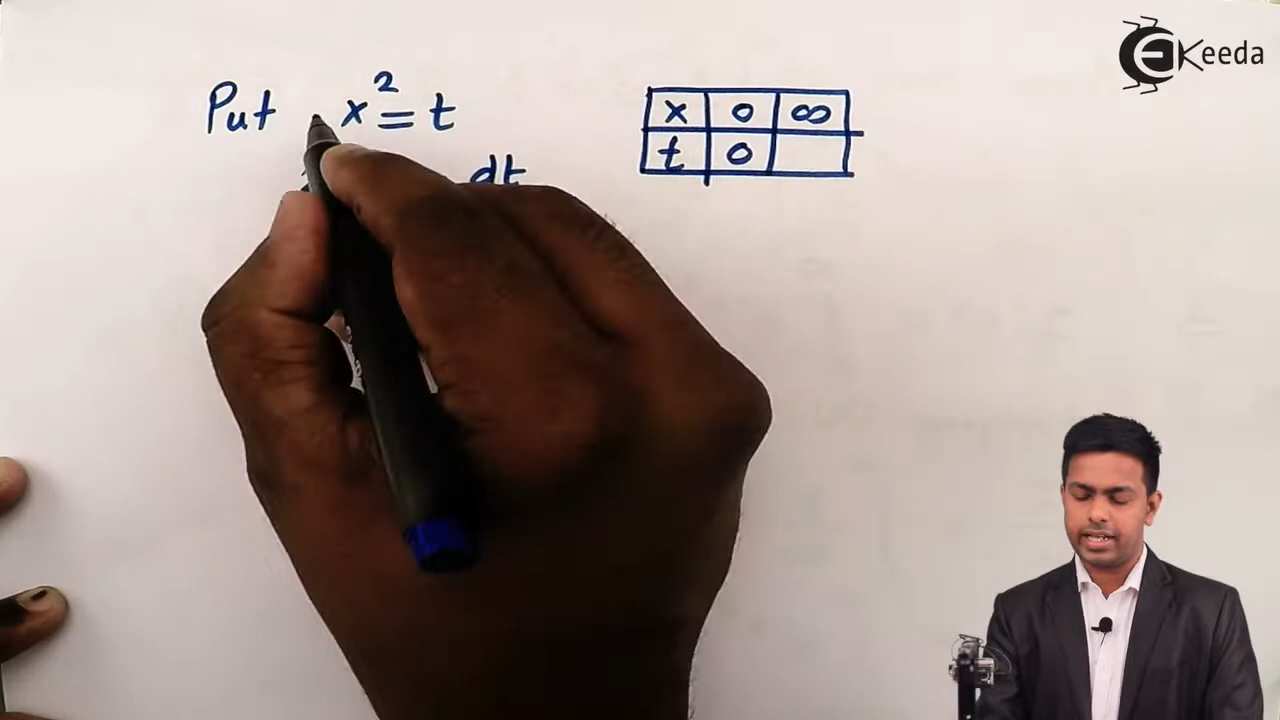 EKeeda
Put x² = t
dt
x 0 ∞
t 0